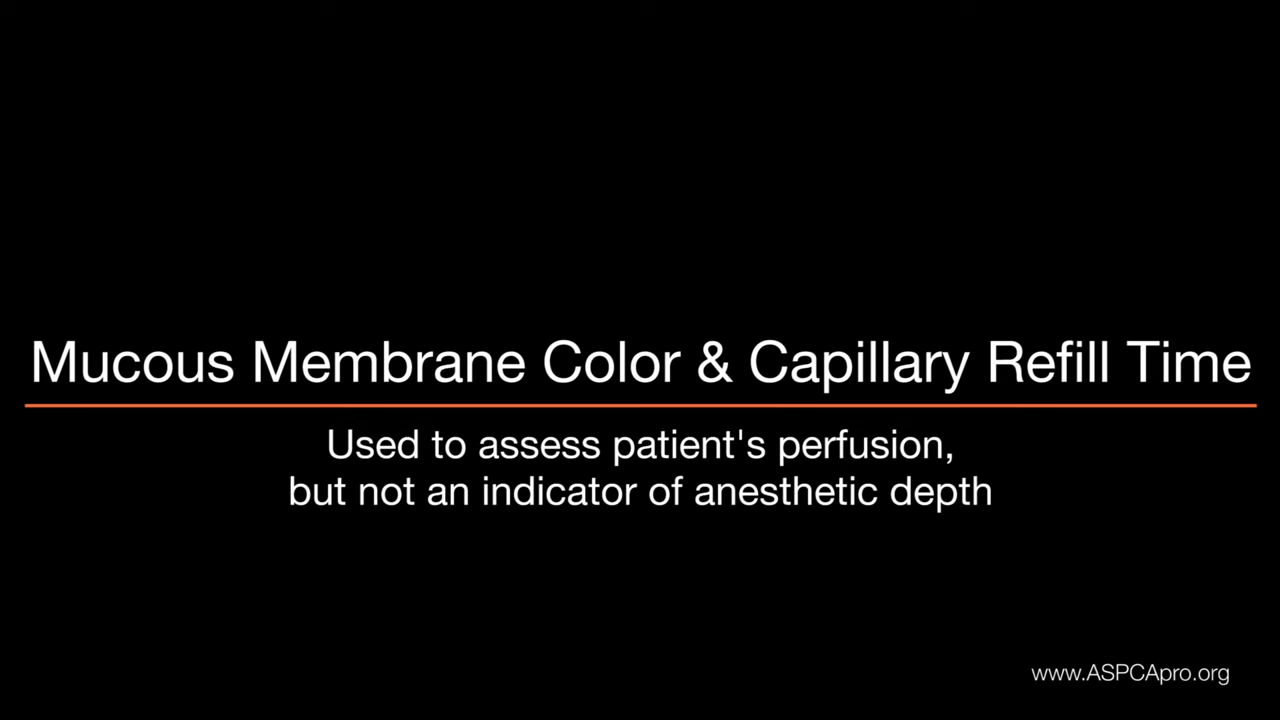 Mucous Membrane Color & Capillary Refill Time
Used to assess patient's perfusion,
but not an indicator of anesthetic depth
www.ASPCApro.org